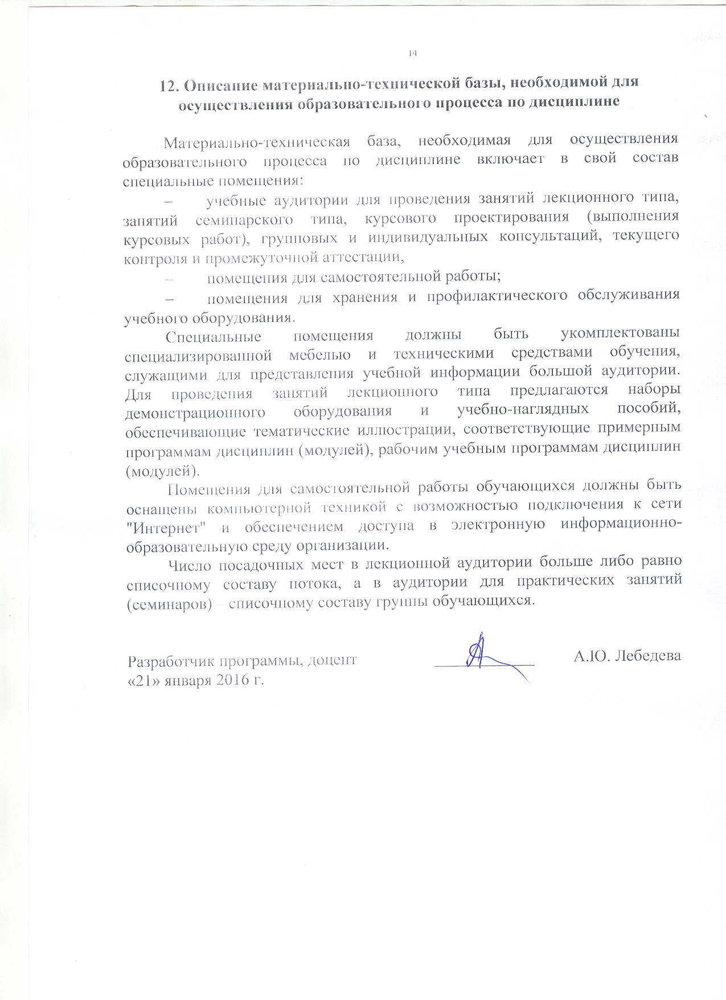 14
12. Описание материально-технической базы, необходимой для
осуществления образовательного процесса по дисциплине
Материально-техническая база, необходимая для осуществления
образовательного процесса по дисциплине включает в свой состав
специальные помещения:
– учебные аудитории для проведения занятий лекционного типа,
занятий семинарского типа, курсового проектирования (выполнения
курсовых работ), групповых и индивидуальных консультаций, текущего
контроля и промежуточной аттестации,
– помещения для самостоятельной работы;
– помещения для хранения и профилактического обслуживания
учебного оборудования.
Специальные помещения должны быть укомплектованы
специализированной мебелью и техническими средствами обучения,
служащими для представления учебной информации большой аудитории.
Для проведения занятий лекционного типа предлагаются наборы
демонстрационного оборудования и учебно-наглядных пособий,
обеспечивающие тематические иллюстрации, соответствующие примерным
программам дисциплин (модулей), рабочим учебным программам дисциплин
(модулей).
Помещения для самостоятельной работы обучающихся должны быть
оснащены компьютерной техникой с возможностью подключения к сети
"Интернет" и обеспечением доступа в электронную информационно-
образовательную среду организации.
Число посадочных мест в лекционной аудитории больше либо равно
списочному составу потока, а в аудитории для практических занятий
(семинаров) – списочному составу группы обучающихся.
Разработчик программы, доцент А.Ю. Лебедева
«21» января 2016 г.